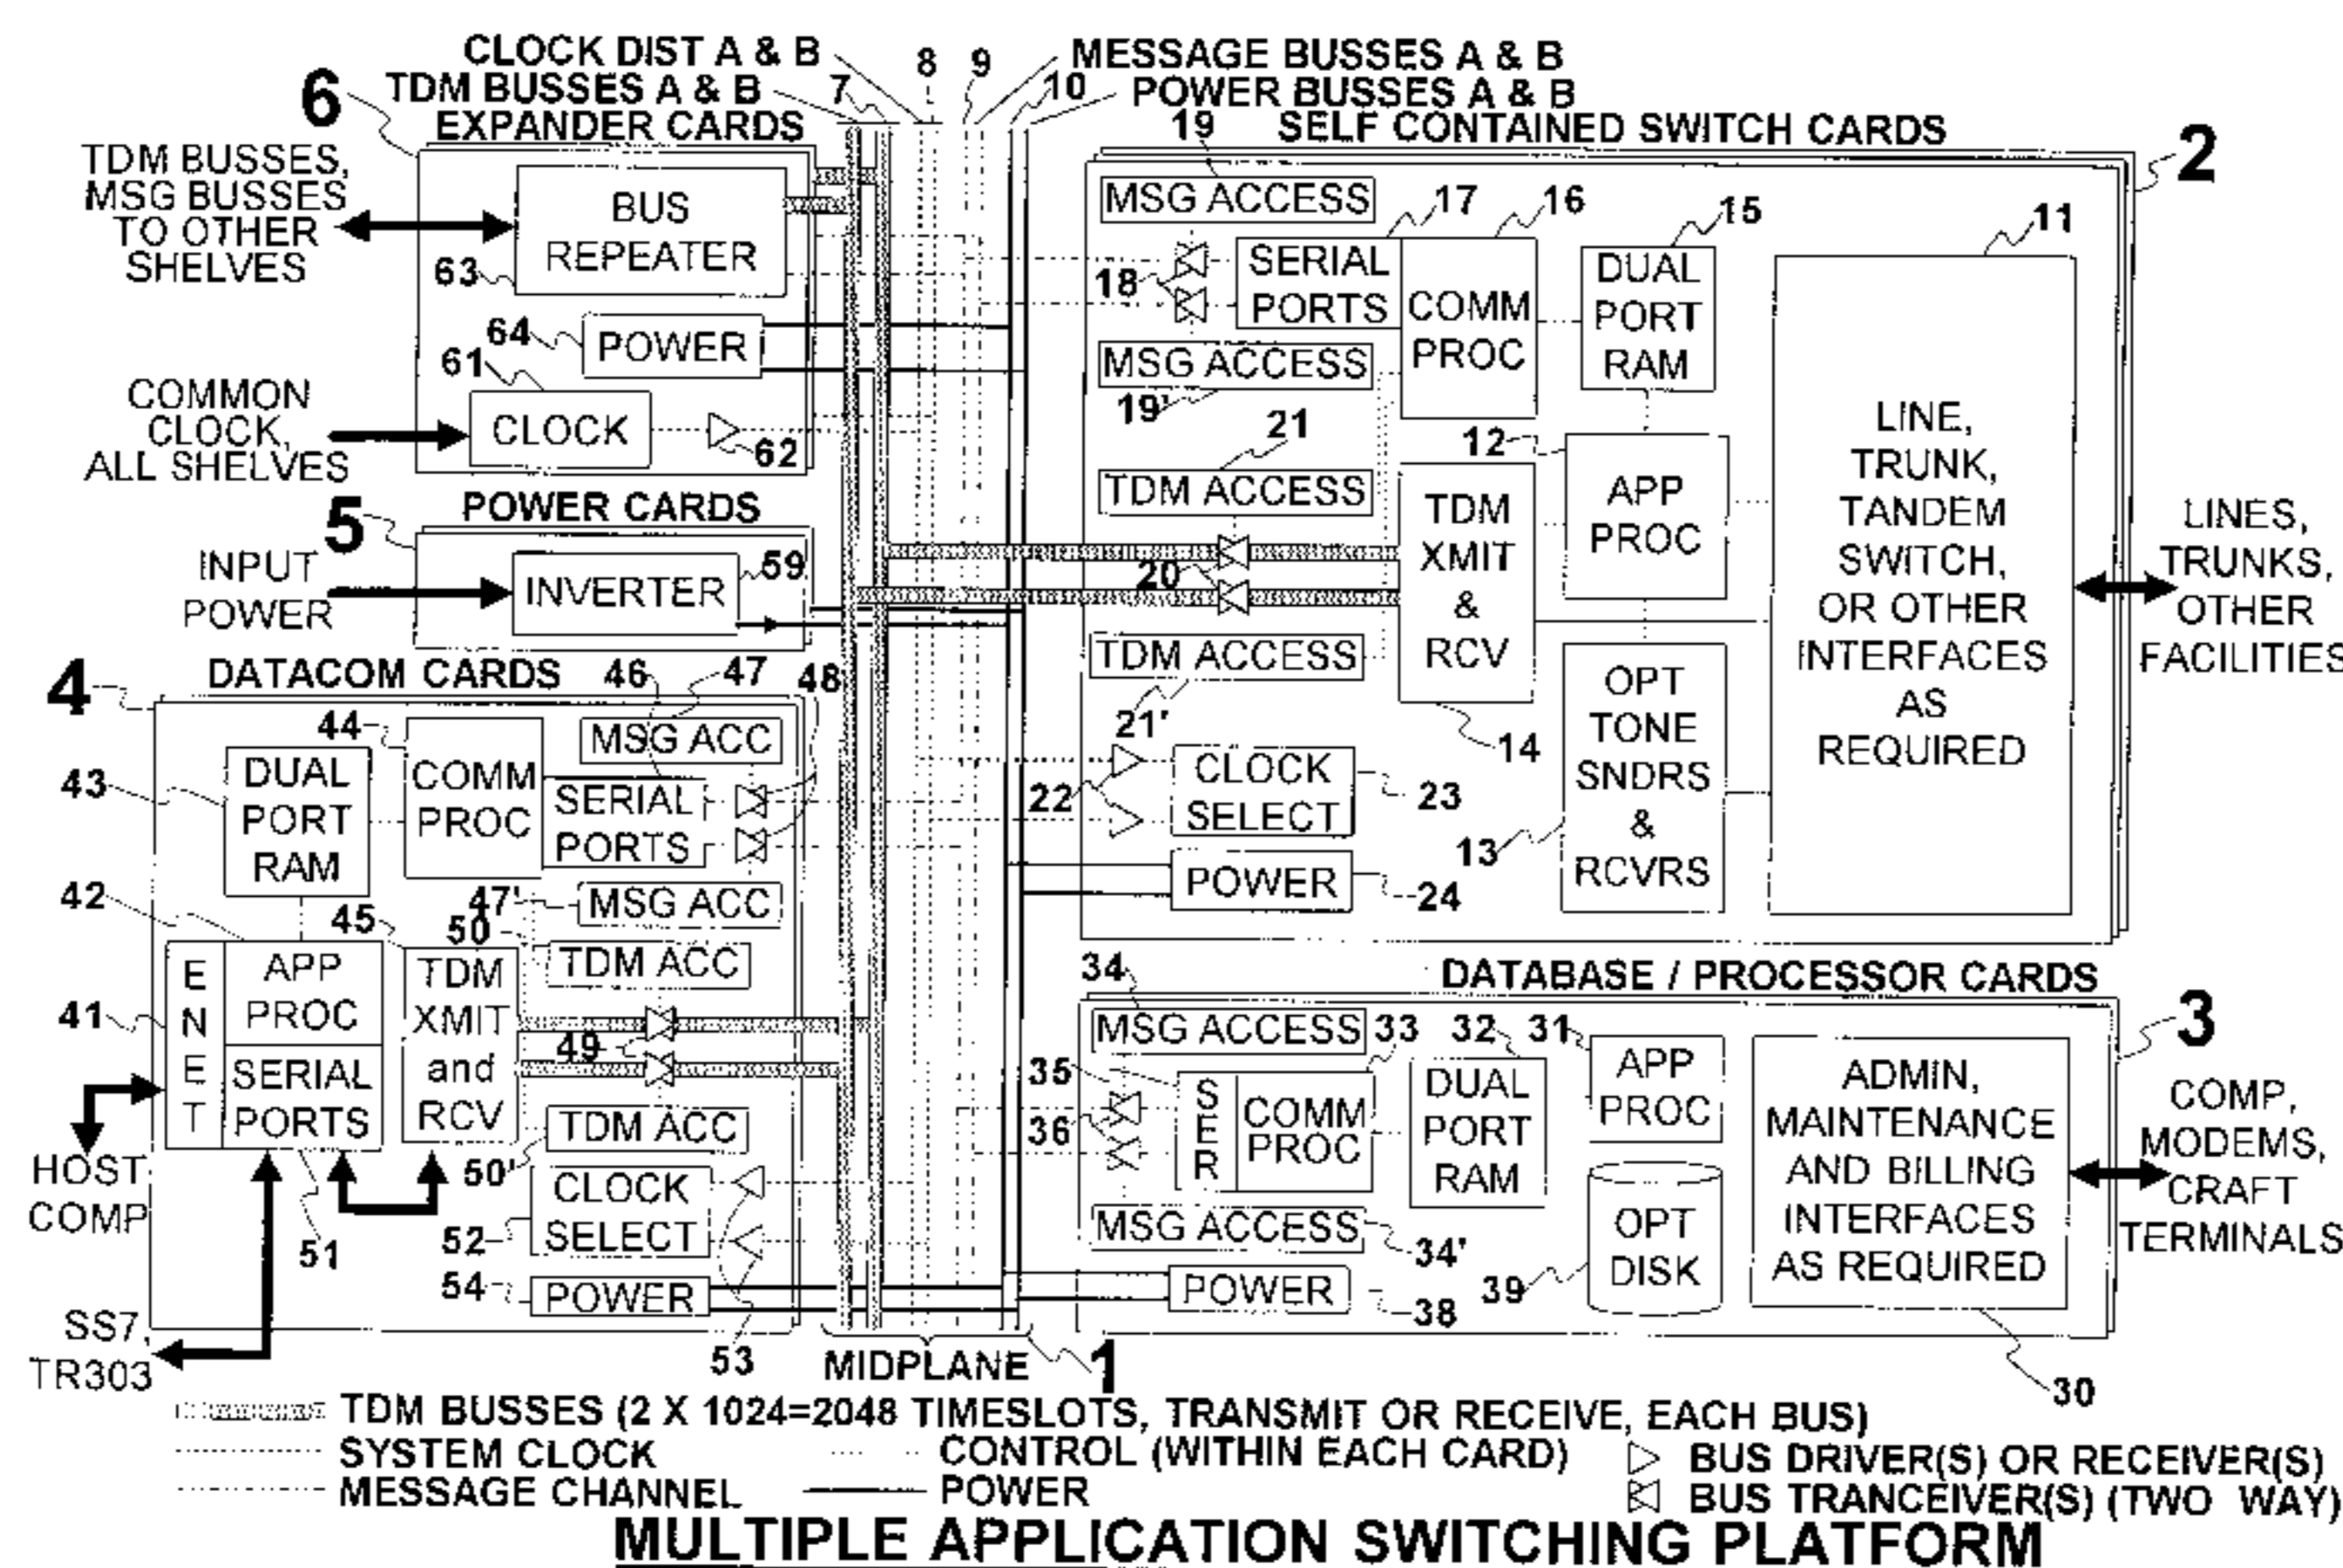 CLOCK DIST A & B
TDM BUSSES A & B
7
8
9
MESSAGE BUSSES A & B
10
POWER BUSSES A & B
6
EXPANDER CARDS
TDM BUSSES,
MSG BUSSES
TO OTHER
SHELVES
BUS
REPEATER
63
64
POWER
61
COMMON
CLOCK,
ALL SHELVES
CLOCK
62
5
POWER CARDS
INPUT
POWER
INVERTER
59
4
DATACOM CARDS
46
47
48
44
MSG ACC
43
DUAL
PORT
RAM
COMM
PROC
SERIAL
PORTS
42
47'
MSG ACC
45
50
TDM ACC
41
E
N
E
T
APP
PROC
SERIAL
PORTS
TDM
XMIT
and
RCV
49
TDM ACC
50'
HOST
COMP
51
52
CLOCK
SELECT
54
POWER
53
SS7,
TR303
MIDPLANE
1
19
SELF CONTAINED SWITCH CARDS
2
MSG ACCESS
17
16
15
11
18
SERIAL
PORTS
COMM
PROC
DUAL
PORT
RAM
MSG ACCESS
19'
21
12
TDM ACCESS
TDM
XMIT
&
RCV
APP
PROC
20
TDM ACCESS
21'
14
LINE,
TRUNK,
TANDEM
SWITCH,
OR OTHER
INTERFACES
AS
REQUIRED
LINES,
TRUNKS,
OTHER
FACILITIES
OPT
TONE
SNDRS
&
RCVRS
13
22
CLOCK
SELECT
23
POWER
24
34
DATABASE / PROCESSOR CARDS
3
MSG ACCESS
33
32
31
35
36
S
E
R
COMM
PROC
DUAL
PORT
RAM
APP
PROC
ADMIN,
MAINTENANCE
AND BILLING
INTERFACES
AS REQUIRED
COMP,
MODEMS,
CRAFT
TERMINALS
MSG ACCESS
34'
OPT
DISK
39
POWER
38
30
TDM BUSSES (2 X 1024=2048 TIMESLOTS, TRANSMIT OR RECEIVE, EACH BUS)
SYSTEM CLOCK
CONTROL (WITHIN EACH CARD)
BUS DRIVER(S) OR RECEIVER(S)
MESSAGE CHANNEL
POWER
BUS TRANCEIVER(S) (TWO WAY)
MULTIPLE APPLICATION SWITCHING PLATFORM